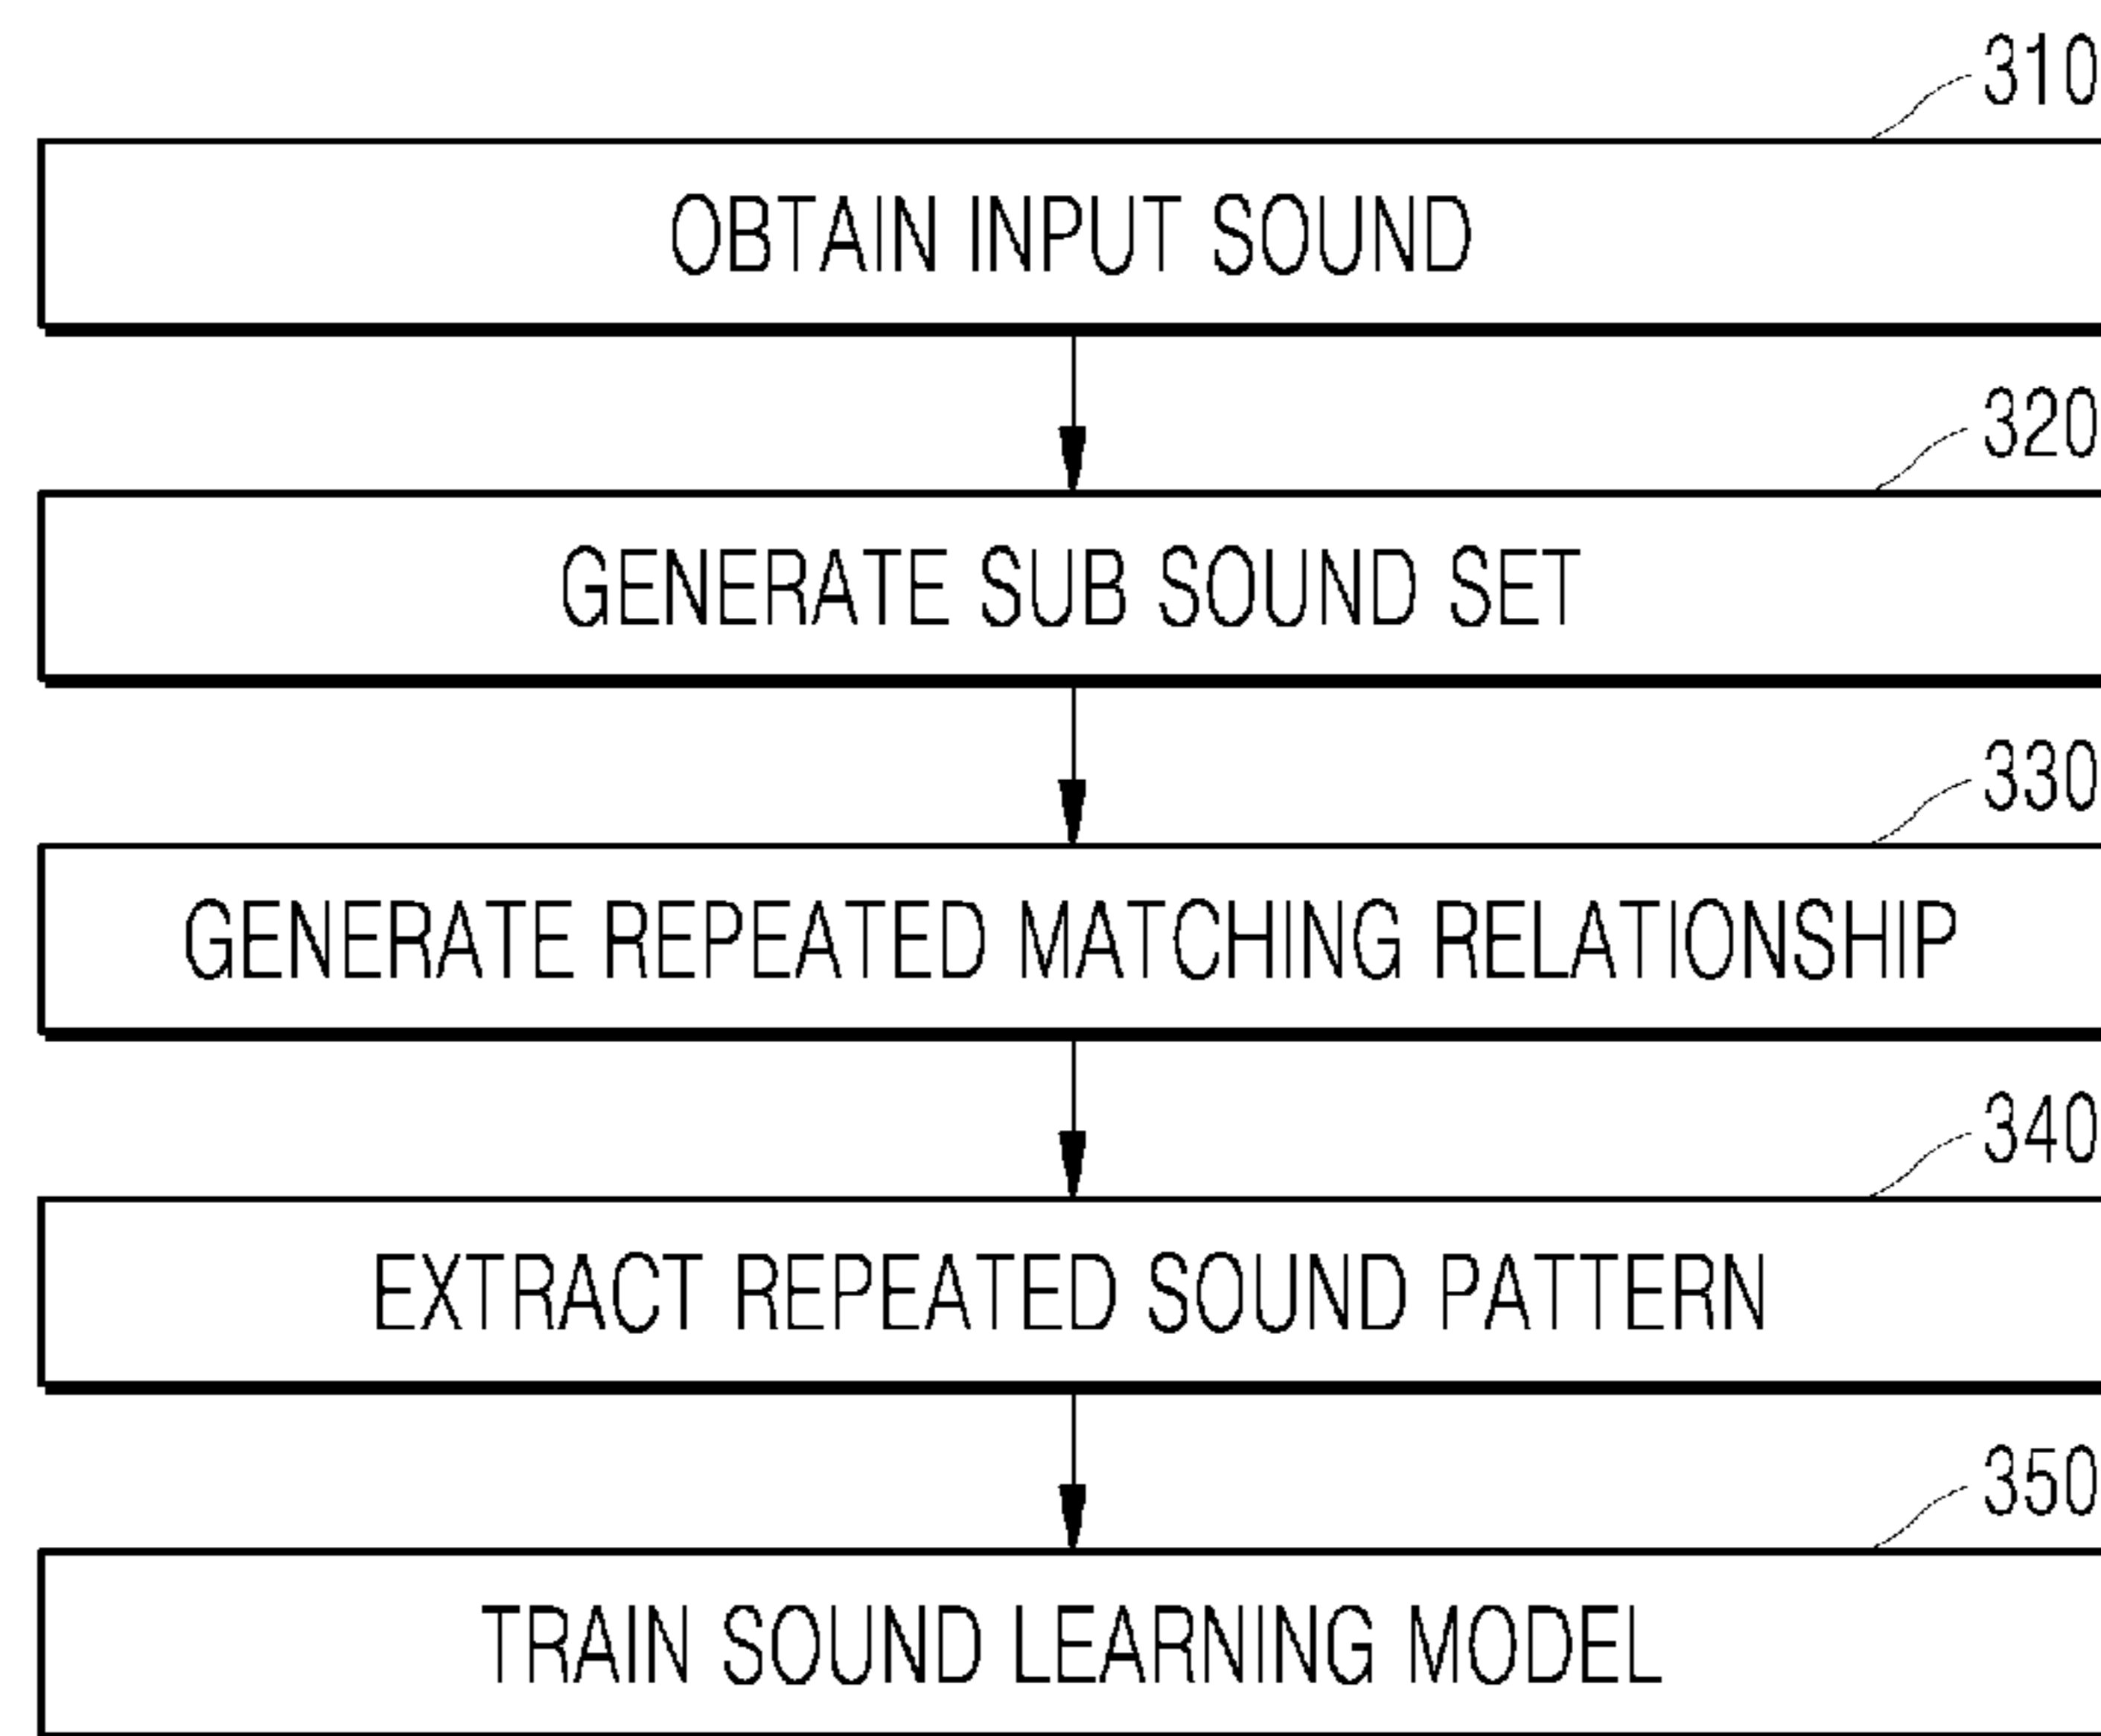 310
OBTAIN INPUT SOUND
320
GENERATE SUB SOUND SET
330
GENERATE REPEATED MATCHING RELATIONSHIP
340
EXTRACT REPEATED SOUND PATTERN
350
TRAIN SOUND LEARNING MODEL